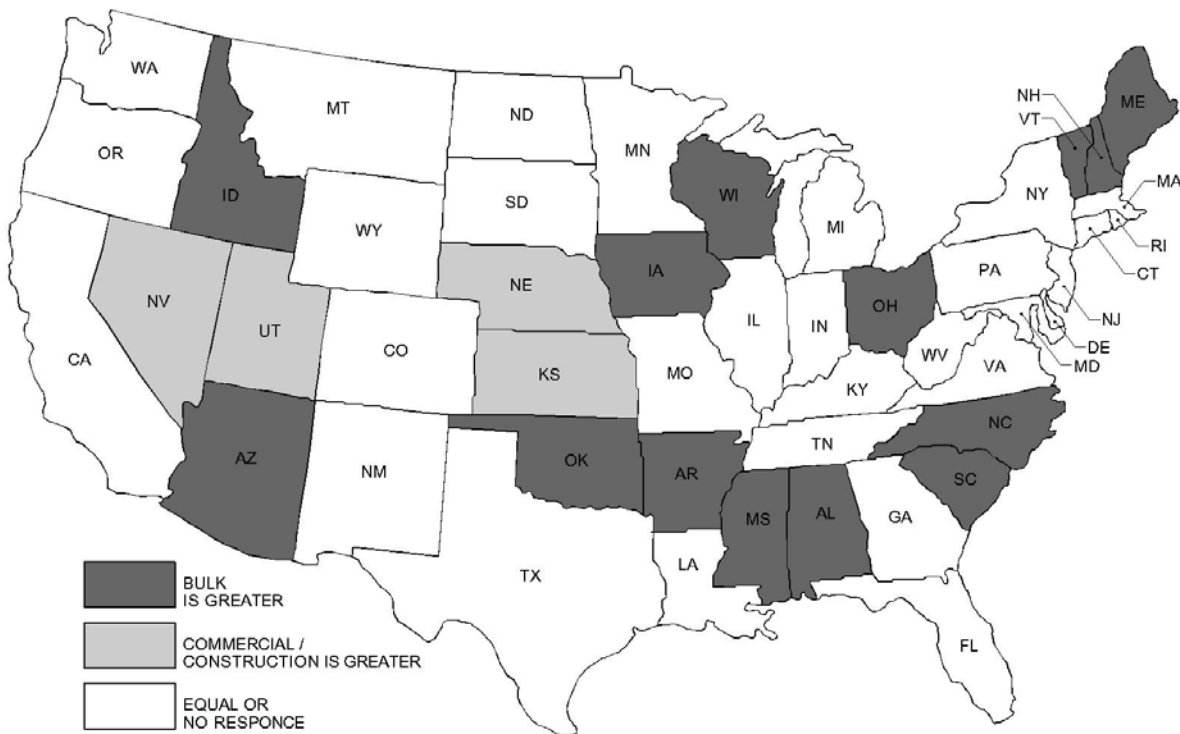 WA
MT
ND
MN
NH
VT
ME
OR
ID
SD
WI
MI
NY
MA
WY
RI
CT
IA
PA
NE
NV
UT
CO
IL
IN
OH
NJ
DE
MD
CA
KS
MO
WV
VA
KY
NC
TN
AZ
NM
OK
AR
SC
MS
AL
GA
TX
LA
FL
BULK
IS GREATER
COMMERCIAL /
CONSTRUCTION IS GREATER
EQUAL OR
NO RESPONCE